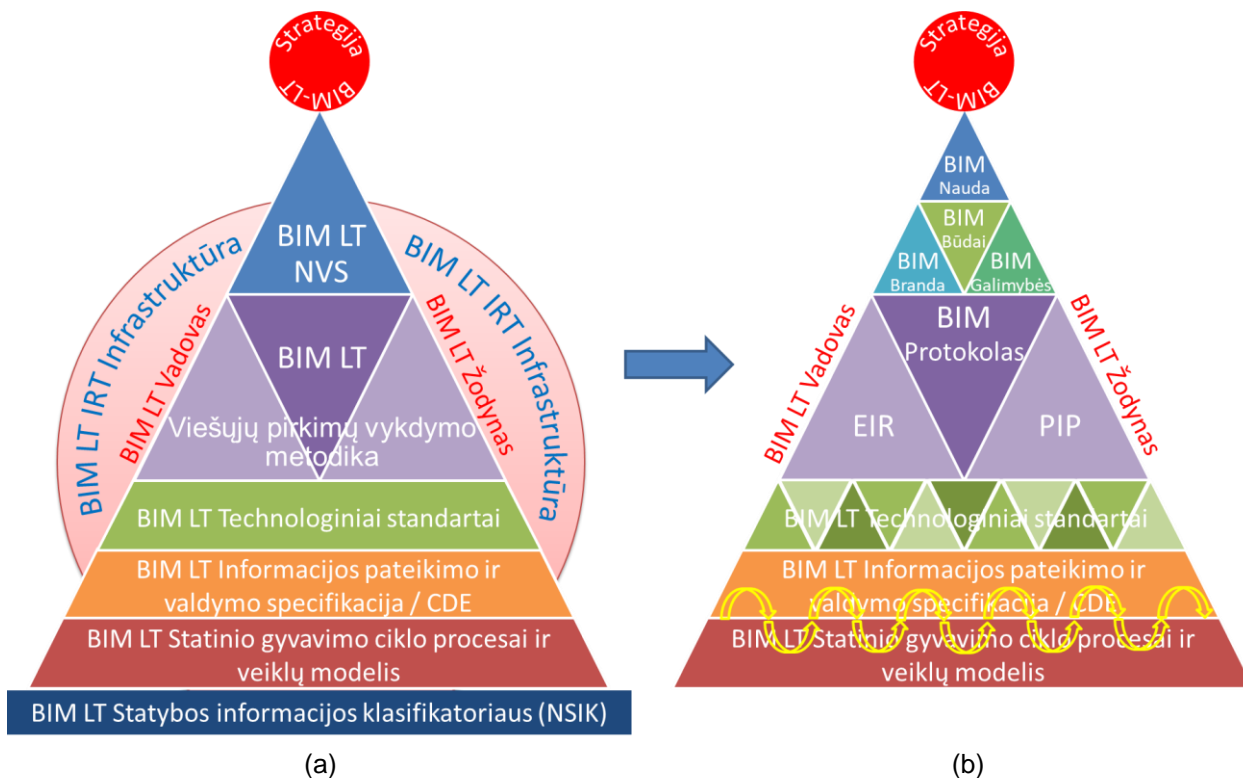 Strategija
BIM-LT
BIM LT
NVS
BIM LT IRT Infrastruktūra
BIM LT IRT Infrastruktūra
BIM LT Vadovas
BIM LT Žodynas
BIM LT
Viešųjų pirkimų vykdymo
metodika
BIM LT Technologiniai standartai
BIM LT Informacijos pateikimo ir
valdymo specifikacija / CDE
BIM LT Statinio gyvavimo ciklo procesai ir
veiklų modelis
BIM LT Statybos informacijos klasifikatoriaus (NSIK)
(a)
Strategija
BIM-LT
BIM
Nauda
BIM
Būdai
BIM
Branda
BIM
Galimybės
BIM LT Vadovas
BIM LT Žodynas
BIM
Protokolas
EIR
PIP
BIM LT Technologiniai standartai
BIM LT Informacijos pateikimo ir
valdymo specifikacija / CDE
BIM LT Statinio gyvavimo ciklo procesai ir
veiklų modelis
(b)